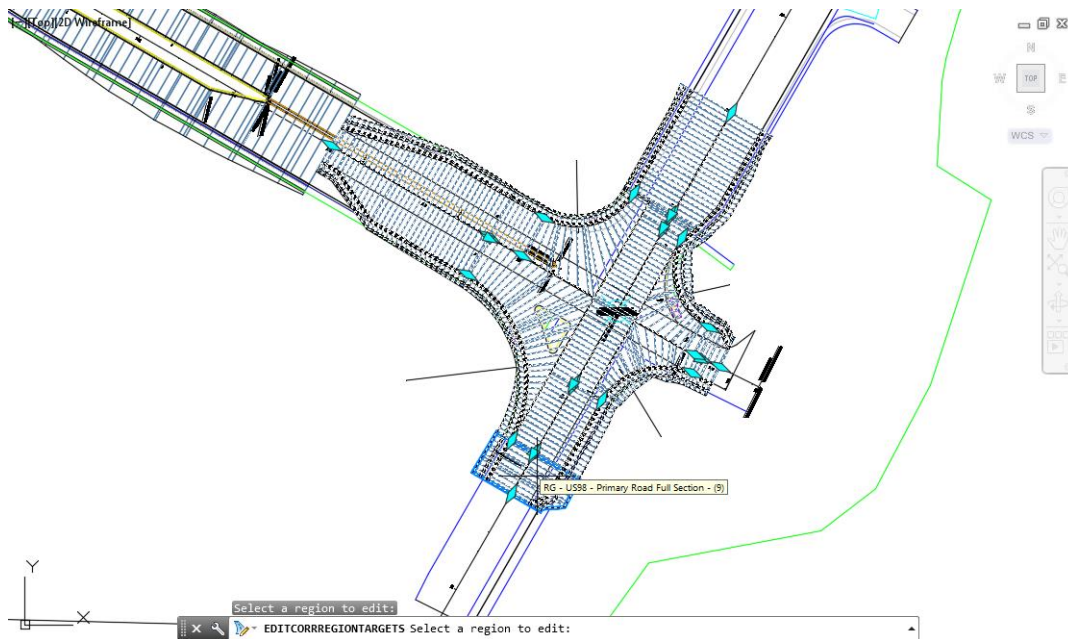 [−][Top][2D Wireframe]
N
W
TOP
E
S
WCS
RG - US98 - Primary Road Full Section - (9)
Y
X
Select a region to edit:
EDITCORRREGIONTARGETS Select a region to edit: